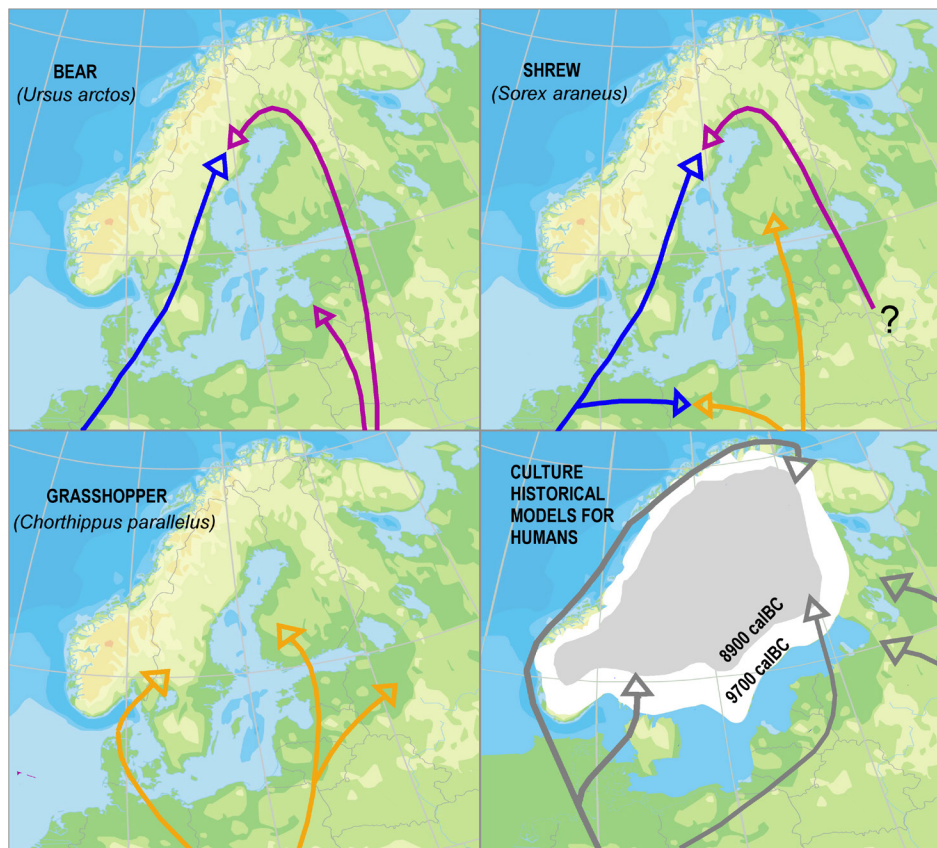 BEAR
(Ursus arctos)
SHREW
(Sorex araneus)
?
GRASSHOPPER
(Chorthippus parallelus)
CULTURE
HISTORICAL
MODELS FOR
HUMANS
8900 calBC
9700 calBC